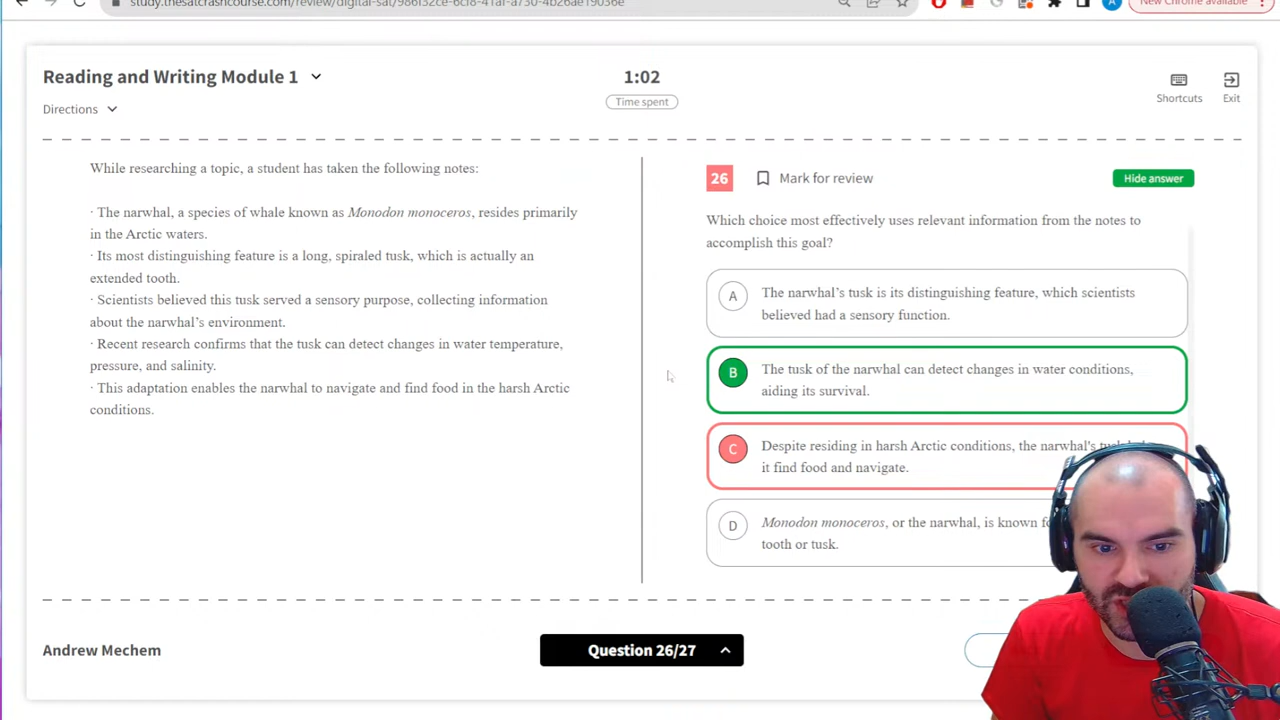 study.thesatcrashcourse.com/review/digital-sat/986f52ce-6cf8-41af-a730-4b26ae19036e
New Chrome available
Reading and Writing Module 1
Directions
1:02
Time spent
Shortcuts
Exit
While researching a topic, a student has taken the following notes:
· The narwhal, a species of whale known as Monodon monoceros, resides primarily
in the Arctic waters.
· Its most distinguishing feature is a long, spiraled tusk, which is actually an
extended tooth.
· Scientists believed this tusk served a sensory purpose, collecting information
about the narwhal’s environment.
· Recent research confirms that the tusk can detect changes in water temperature,
pressure, and salinity.
· This adaptation enables the narwhal to navigate and find food in the harsh Arctic
conditions.
26
Mark for review
Hide answer
Which choice most effectively uses relevant information from the notes to
accomplish this goal?
A
The narwhal’s tusk is its distinguishing feature, which scientists
believed had a sensory function.
B
The tusk of the narwhal can detect changes in water conditions,
aiding its survival.
C
Despite residing in harsh Arctic conditions, the narwhal's tusk
it find food and navigate.
D
Monodon monoceros, or the narwhal, is known
tooth or tusk.
Andrew Mechem
Question 26/27